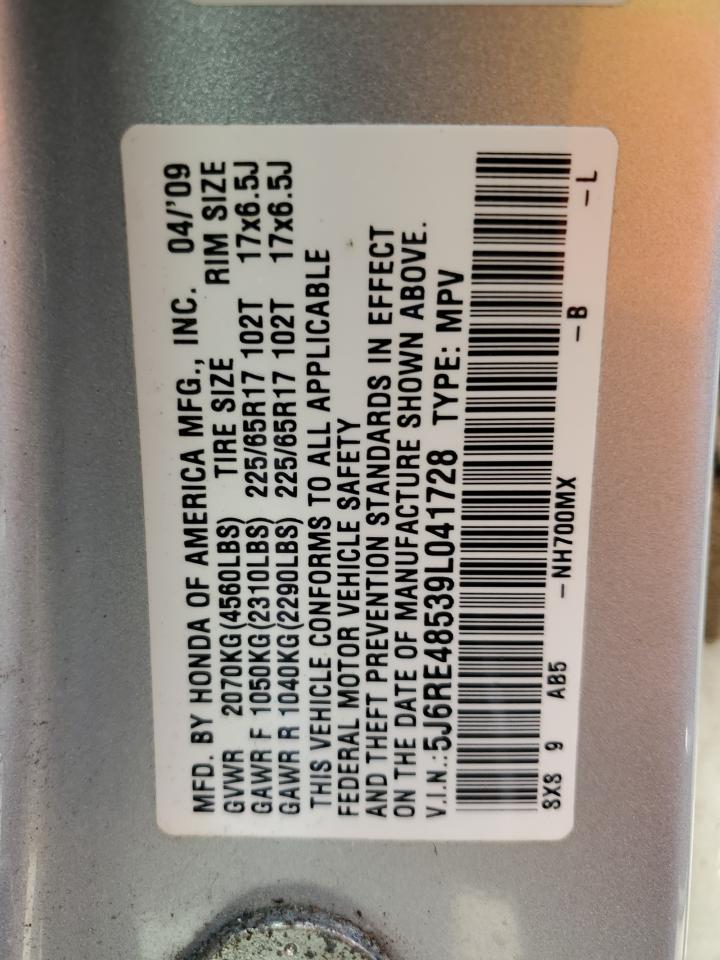 MFD. BY HONDA OF AMERICA MFG., INC. 04/'09
GVWR 2070KG(4560LBS) TIRE SIZE RIM SIZE
GAWR F 1050KG(2310LBS) 225/65R17 102T 17x6.5J
GAWR R 1040KG(2290LBS) 225/65R17 102T 17x6.5J
THIS VEHICLE CONFORMS TO ALL APPLICABLE
FEDERAL MOTOR VEHICLE SAFETY
AND THEFT PREVENTION STANDARDS IN EFFECT
ON THE DATE OF MANUFACTURE SHOWN ABOVE.
V.I.N.:5J6RE48539L041728 TYPE: MPV
SXS 9 AB5 -NH700MX -B -L